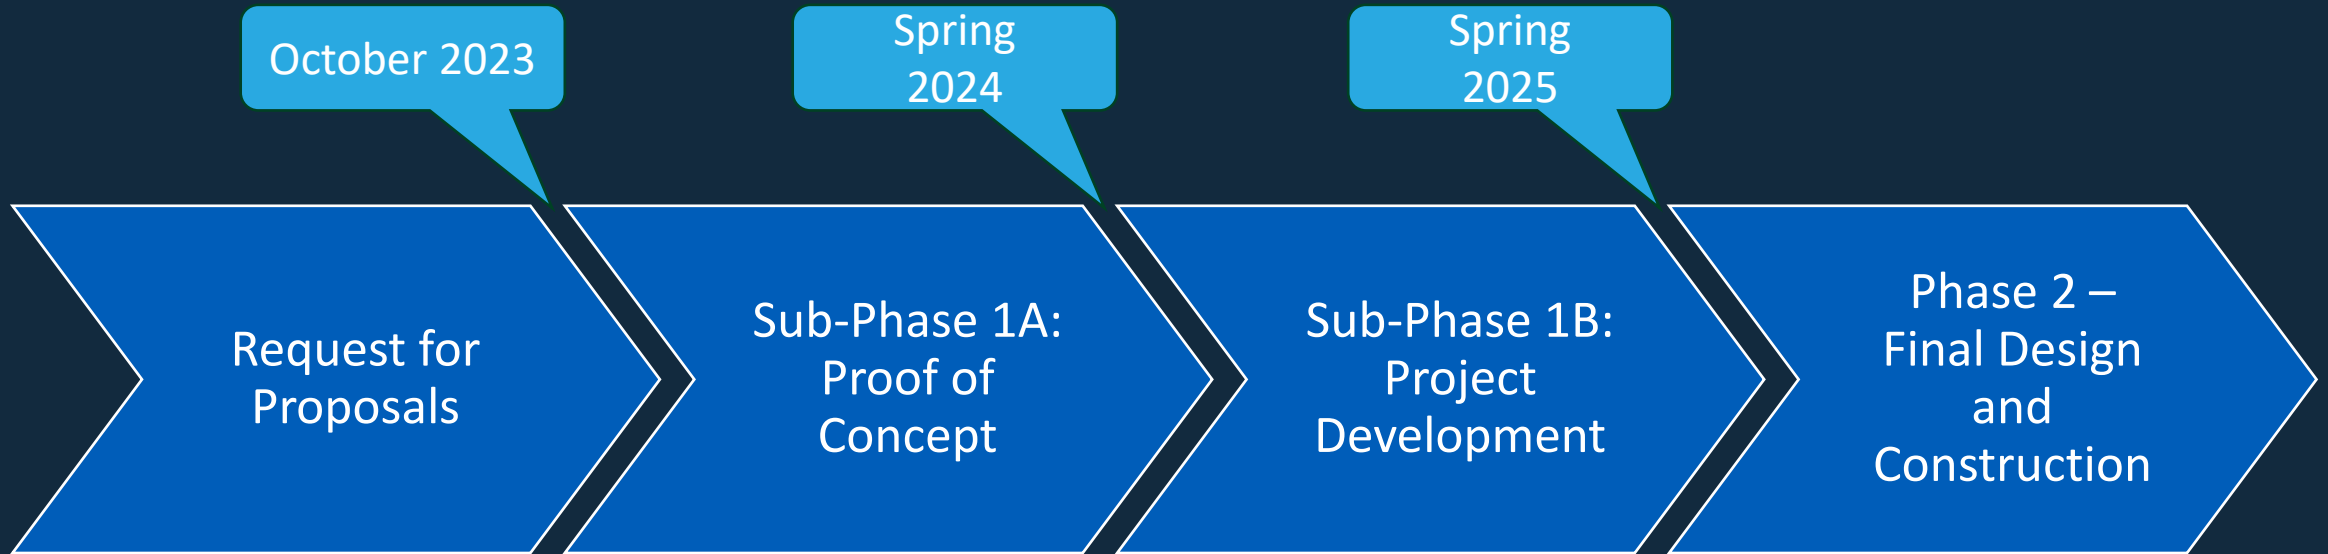 October 2023
Spring
2024
Spring
2025
Request for
Proposals
Sub-Phase 1A:
Proof of
Concept
Sub-Phase 1B:
Project
Development
Phase 2 –
Final Design
and
Construction